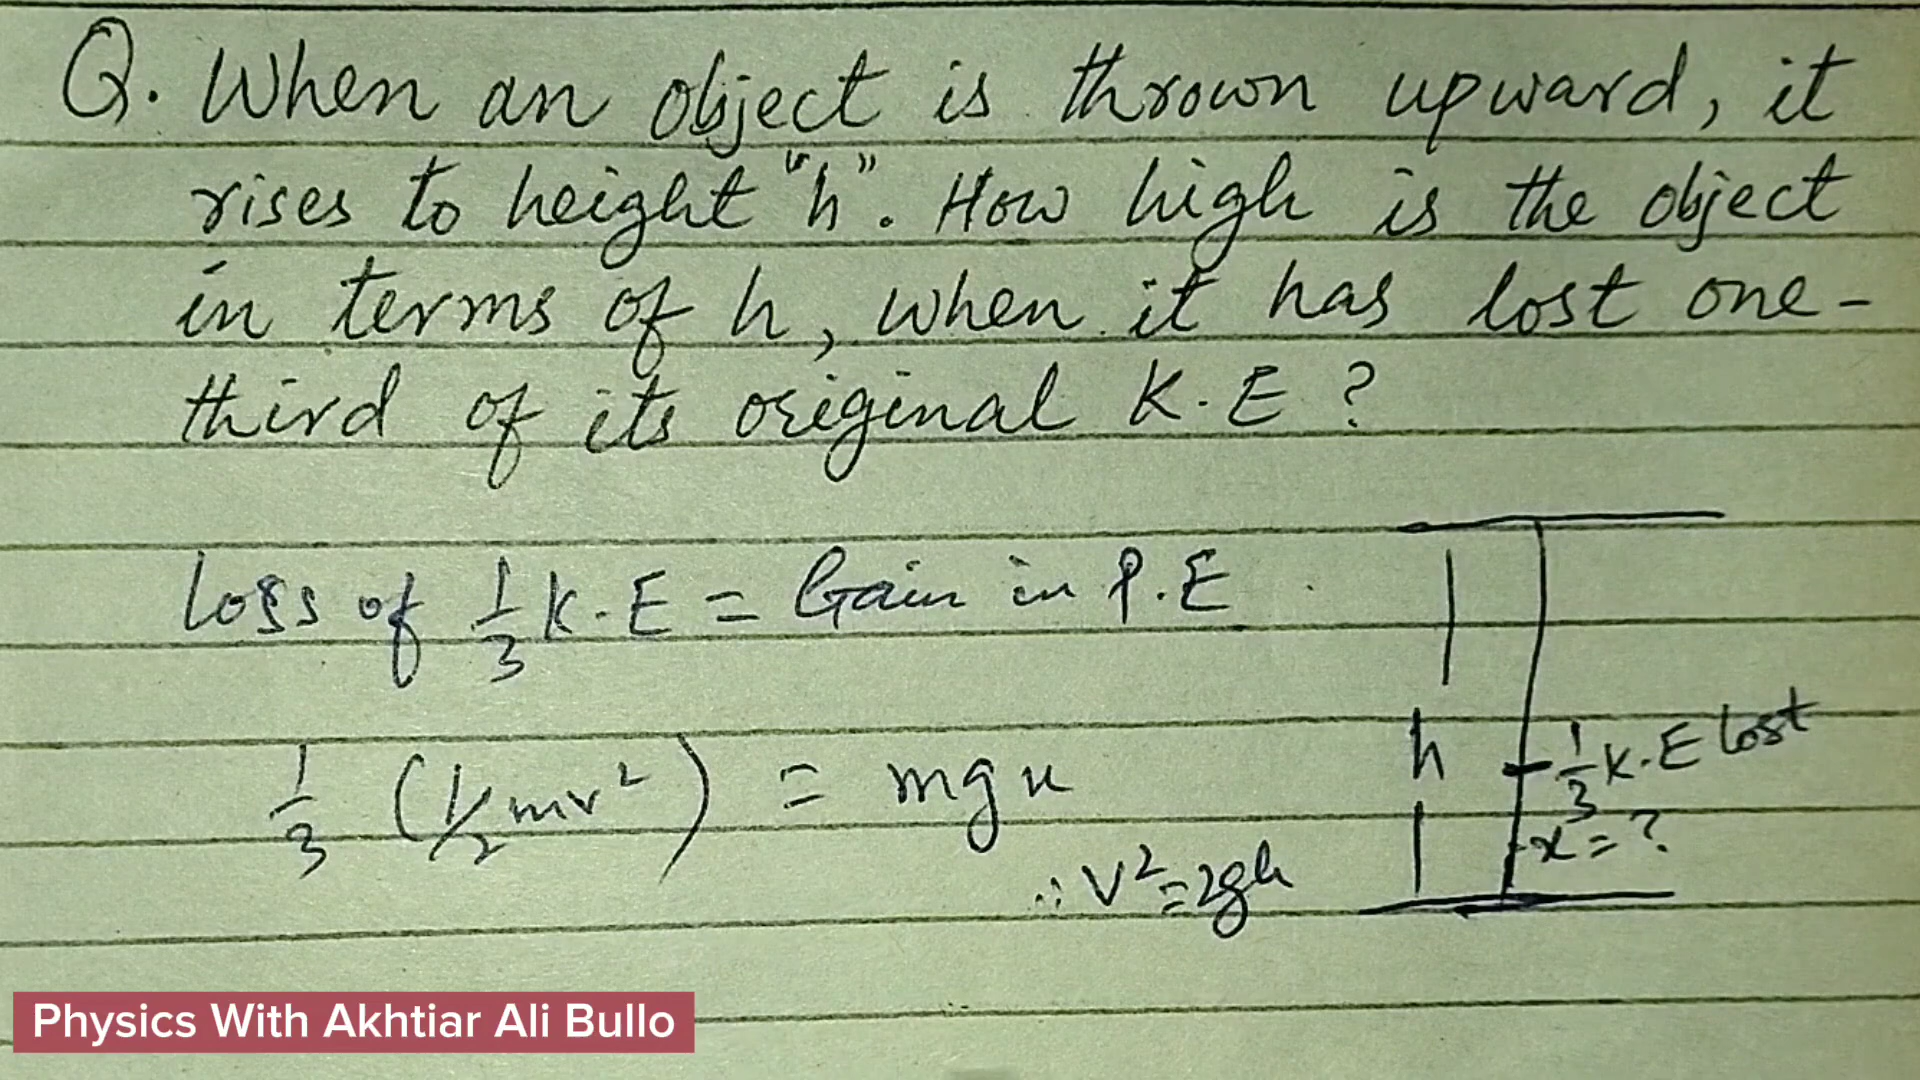 Q. When an object is thrown upward, it
rises to height "h". How high is the object
in terms of h, when it has lost one-
third of its original K.E ?
Loss of 1/3 K.E = Gain in P.E
1/3 (1/2 mv²) = mgx
∴ V² = 2gh
h
1/3 K.E lost
x = ?
Physics With Akhtiar Ali Bullo